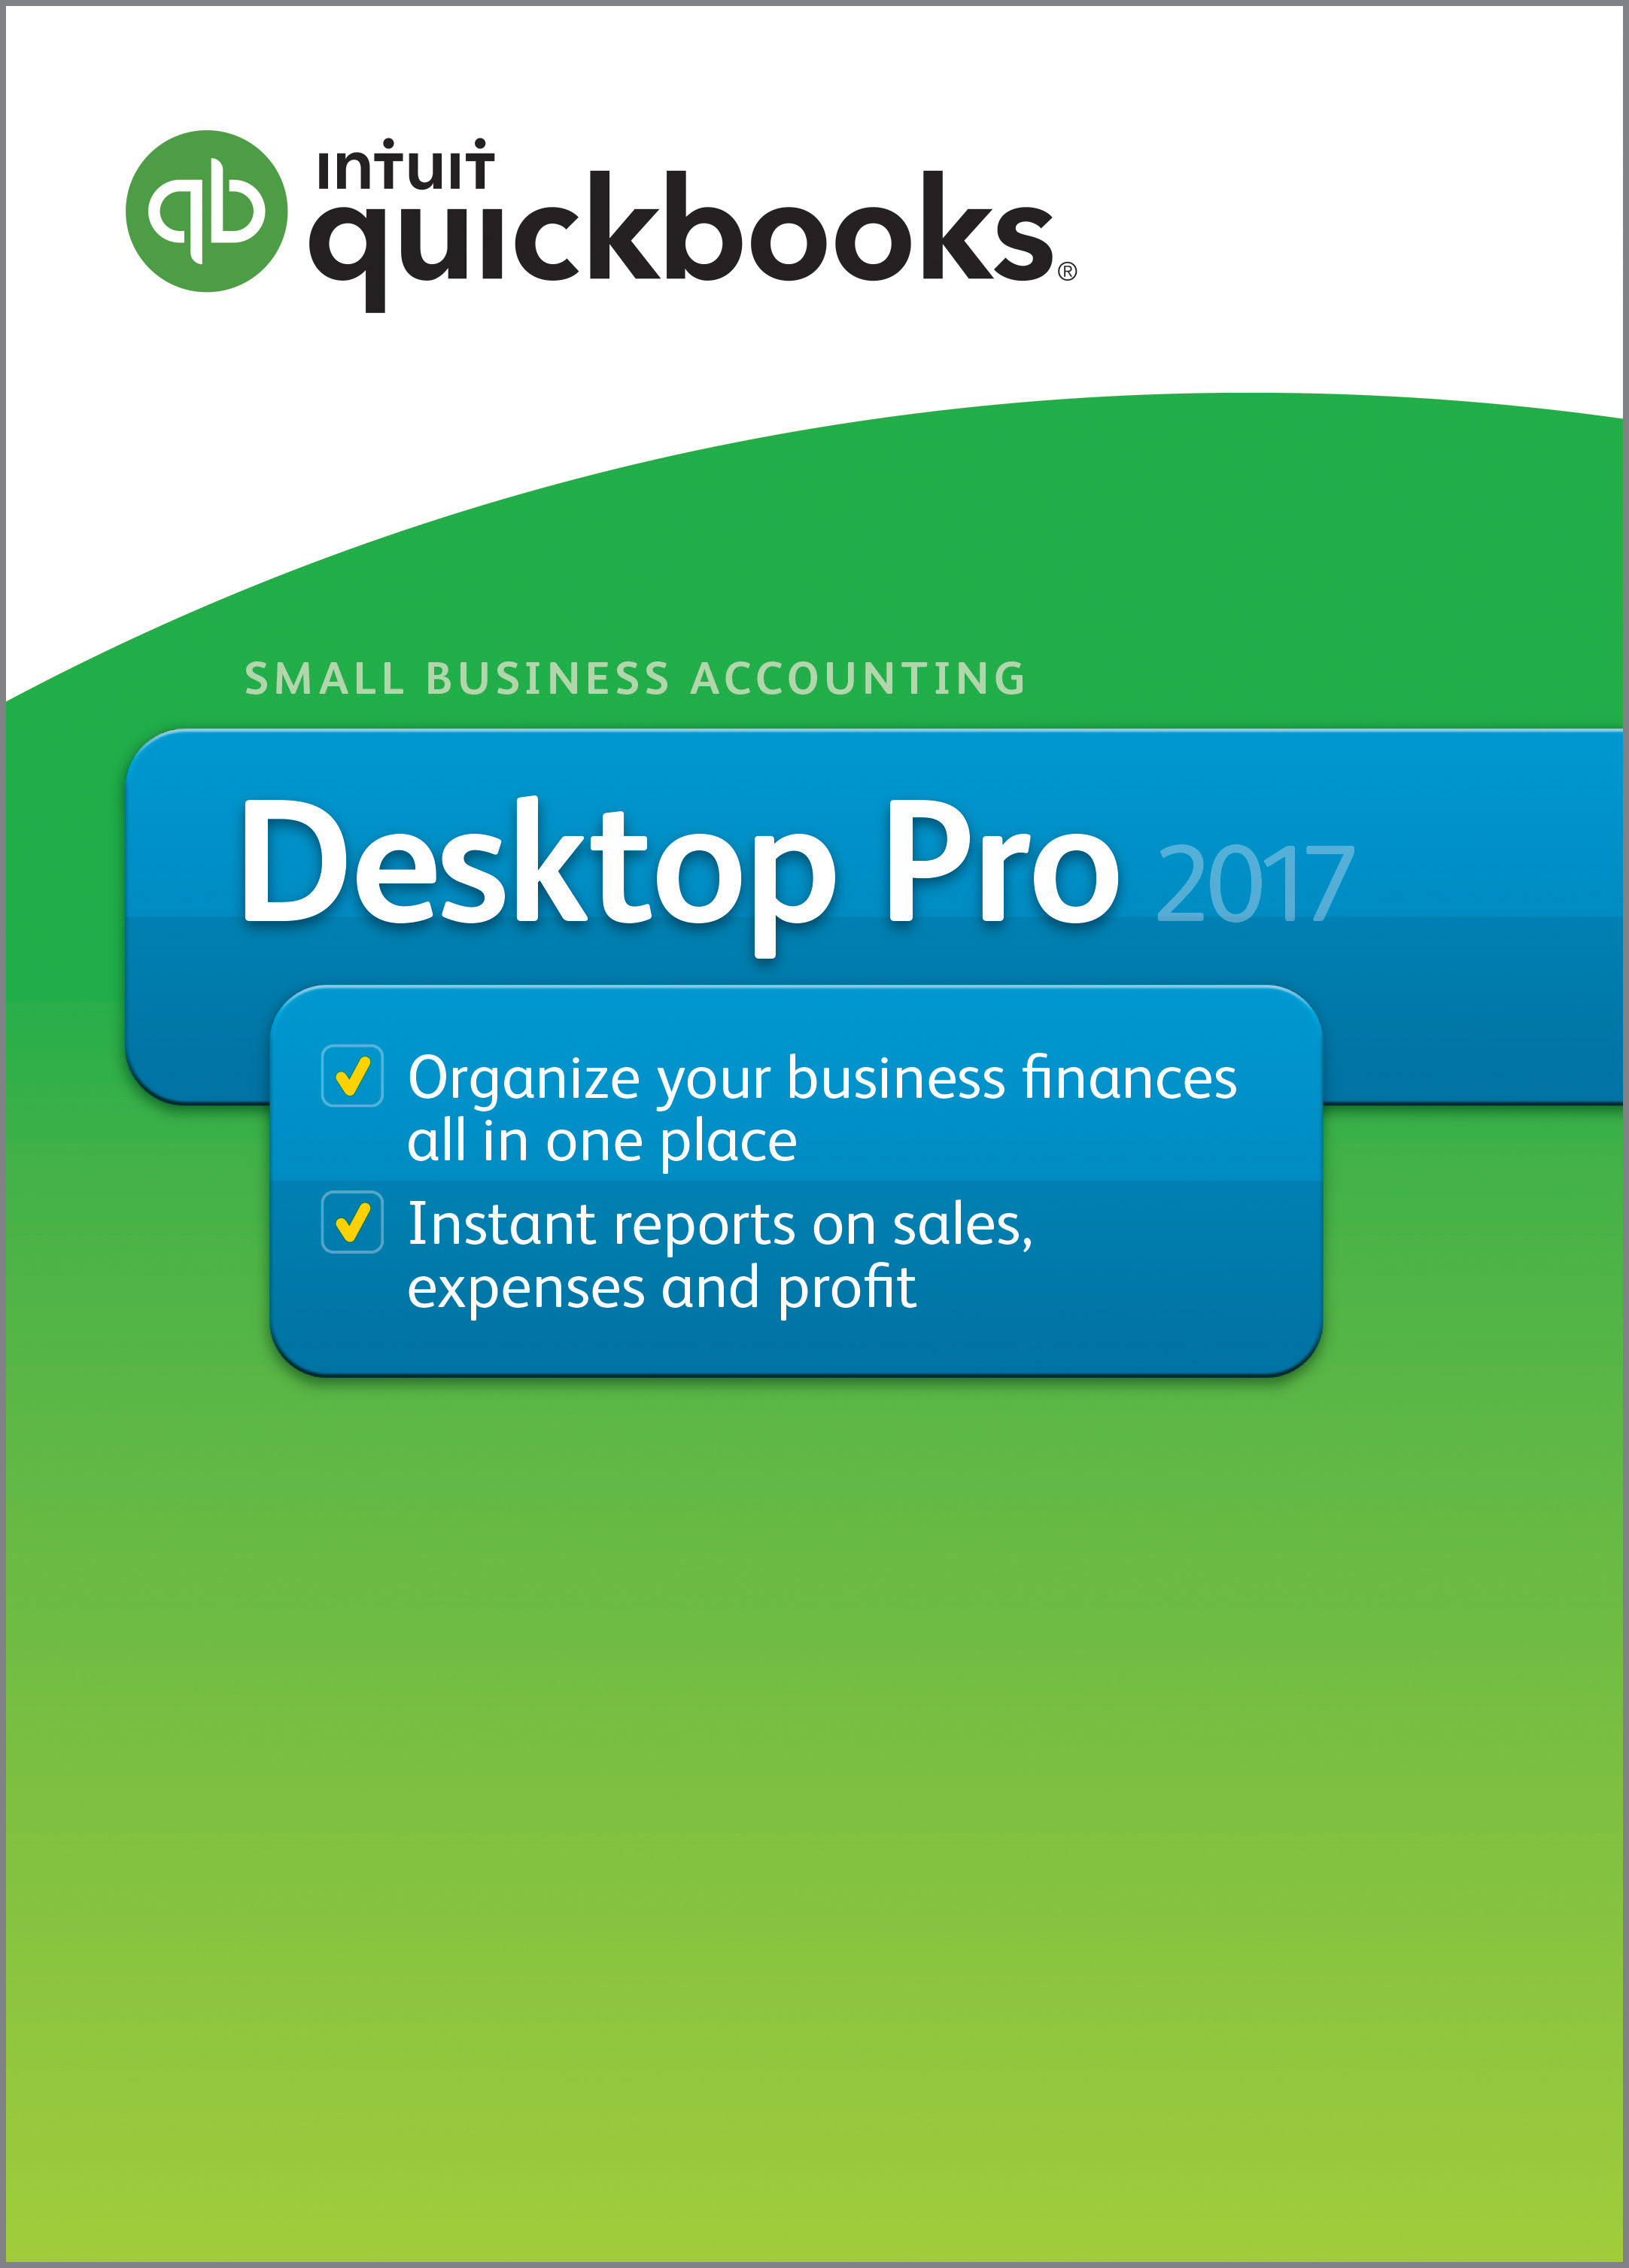 qb
intuit
quickbooks®
SMALL BUSINESS ACCOUNTING
Desktop Pro 2017
Organize your business finances
all in one place
Instant reports on sales,
expenses and profit